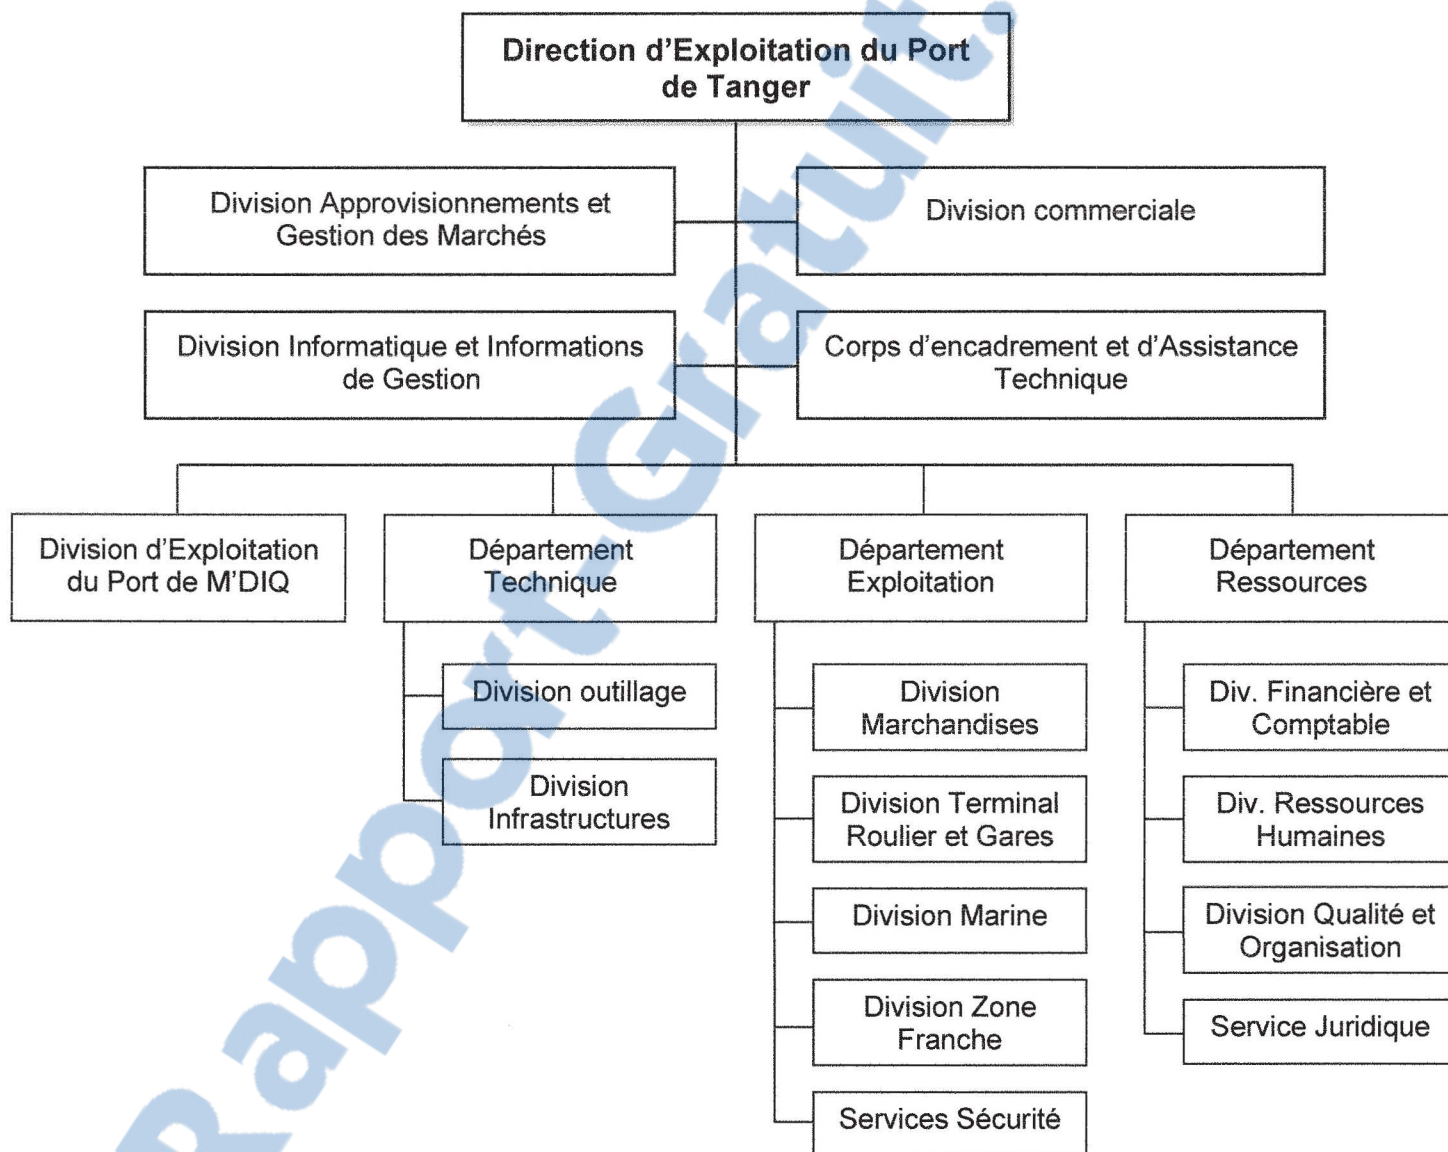 Direction d'Exploitation du Port
de Tanger
Division Approvisionnements et
Gestion des Marchés
Division commerciale
Division Informatique et Informations
de Gestion
Corps d'encadrement et d'Assistance
Technique
Division d'Exploitation
du Port de M'DIQ
Département
Technique
Département
Exploitation
Département
Ressources
Division outillage
Division
Infrastructures
Division
Marchandises
Division Terminal
Roulier et Gares
Division Marine
Division Zone
Franche
Services Sécurité
Div. Financière et
Comptable
Div. Ressources
Humaines
Division Qualité et
Organisation
Service Juridique
Rapport-Gratuit.